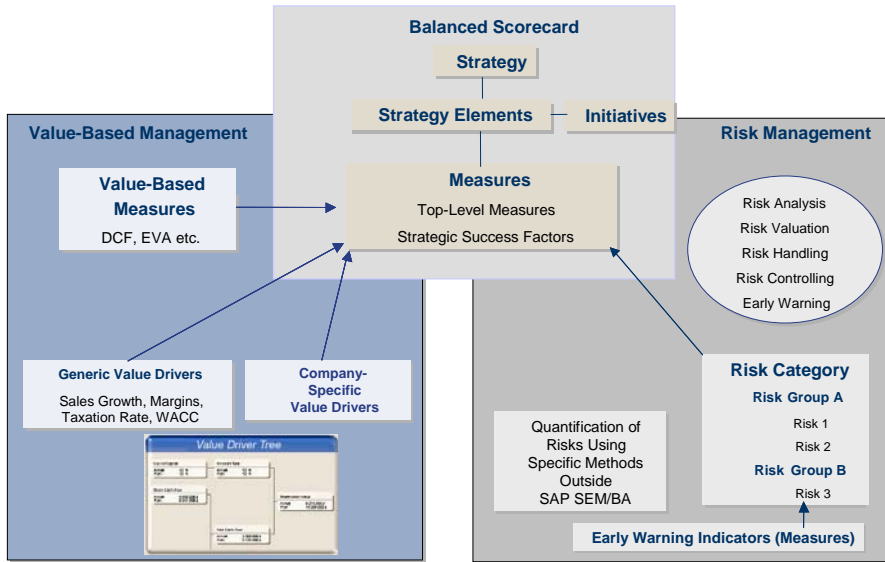 Balanced Scorecard
Strategy
Strategy Elements
Initiatives
Measures
Top-Level Measures
Strategic Success Factors
Value-Based Management
Value-Based
Measures
DCF, EVA etc.
Generic Value Drivers
Sales Growth, Margins,
Taxation Rate, WACC
Company-
Specific
Value Drivers
Value Driver Tree
Risk Management
Risk Analysis
Risk Valuation
Risk Handling
Risk Controlling
Early Warning
Risk Category
Risk Group A
Risk 1
Risk 2
Risk Group B
Risk 3
Quantification of
Risks Using
Specific Methods
Outside
SAP SEM/BA
Early Warning Indicators (Measures)